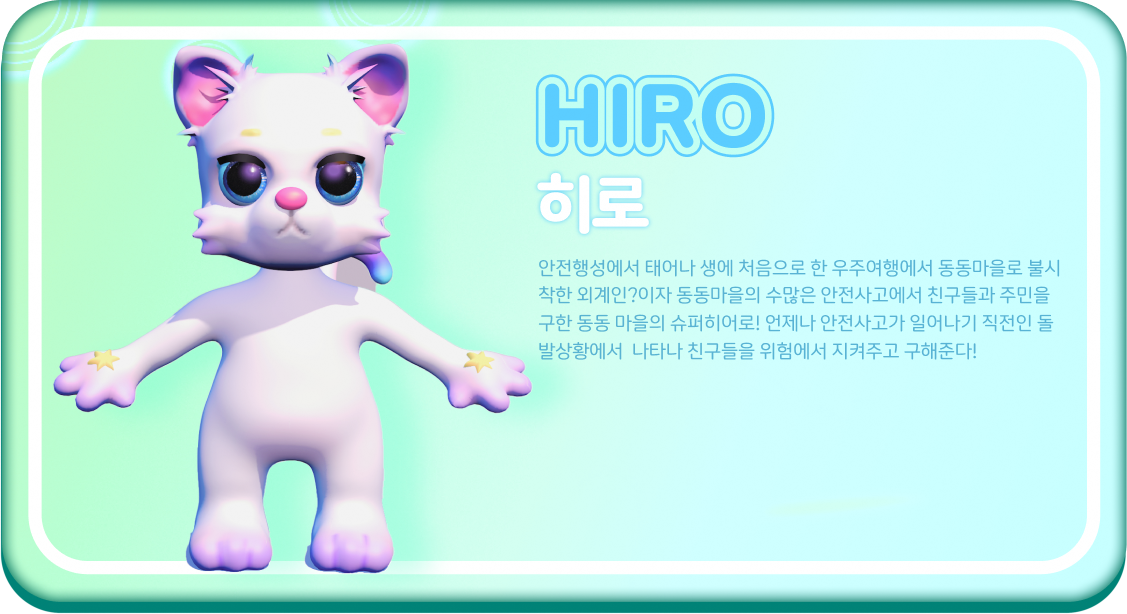 HIRO
히로
안전행성에서 태어나 생에 처음으로 한 우주여행에서 동동마을로 불시
착한 외계인?이자 동동마을의 수많은 안전사고에서 친구들과 주민을
구한 동동 마을의 슈퍼히어로! 언제나 안전사고가 일어나기 직전인 돌
발상황에서 나타나 친구들을 위험에서 지켜주고 구해준다!